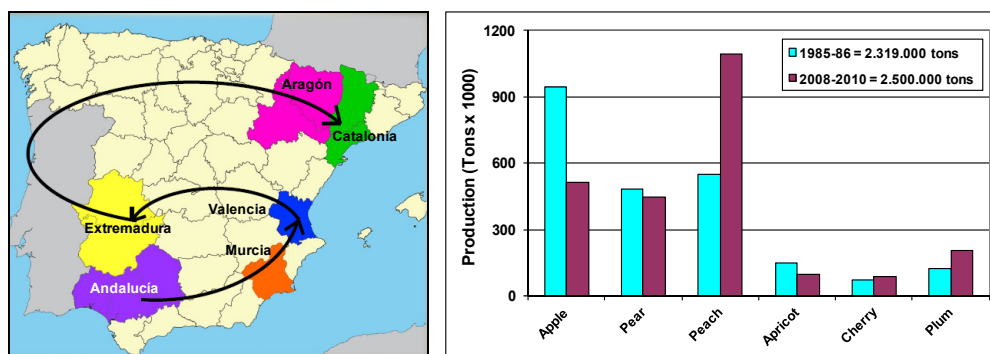 Aragón
Catalonia
Valencia
Extremadura
Murcia
Andalucía
1200
900
600
300
0
Production (Tons x 1000)
1985-86 = 2.319.000 tons
2008-2010 = 2.500.000 tons
Apple
Pear
Peach
Apricot
Cherry
Plum